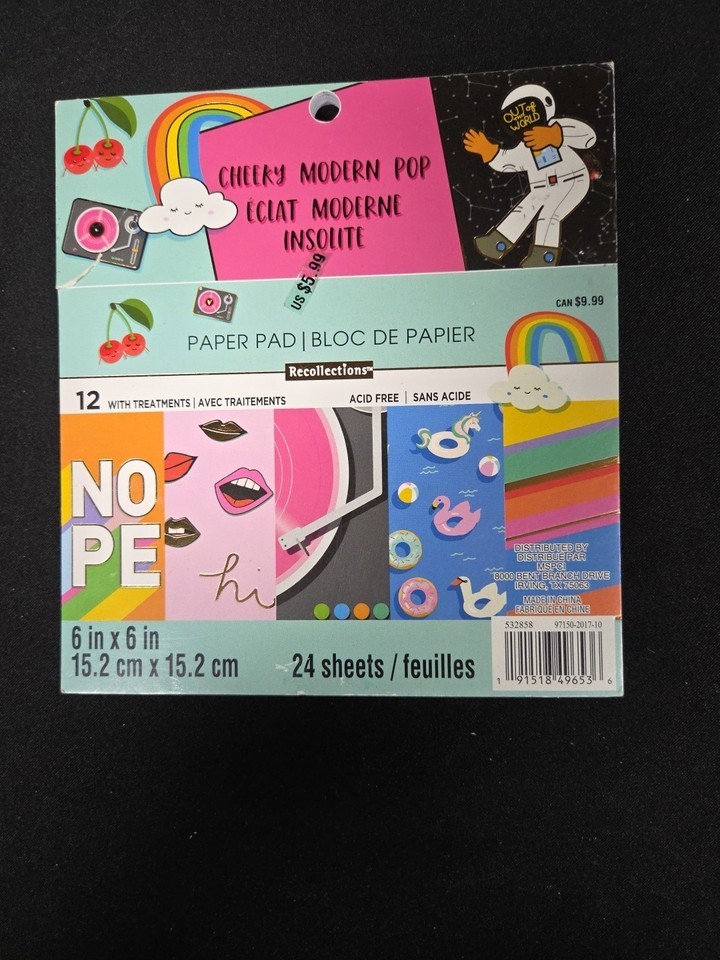 OUT of
this
WORLD
CHEEKY MODERN POP
ÉCLAT MODERNE
INSOLITE
US $5.99
CAN $9.99
PAPER PAD | BLOC DE PAPIER
Recollections™
12 WITH TREATMENTS | AVEC TRAITEMENTS
ACID FREE | SANS ACIDE
NO
PE
hi
DISTRIBUTED BY
DISTRIBUÉ PAR
MSPCI
8000 BENT BRANCH DRIVE
IRVING, TX 75063
MADE IN CHINA
FABRIQUÉ EN CHINE
6 in x 6 in
15.2 cm x 15.2 cm
24 sheets / feuilles
532858 97150-2017-10
1 91518 49653 6